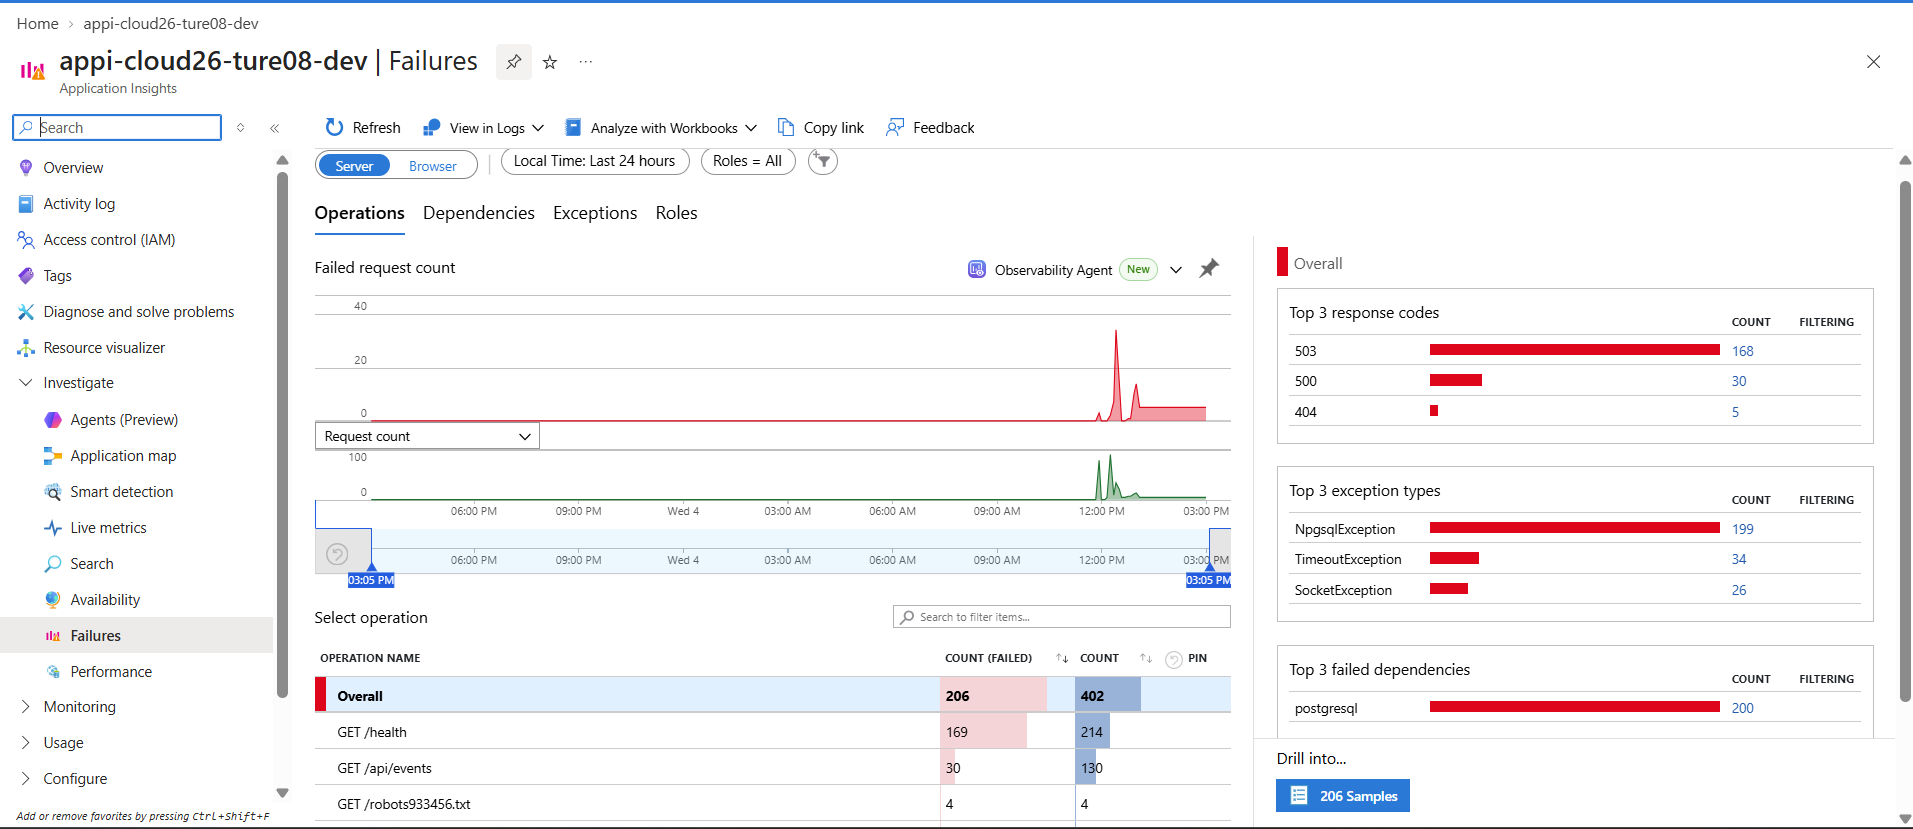 Home › appi-cloud26-ture08-dev
appi-cloud26-ture08-dev | Failures
Application Insights
Search
Refresh
View in Logs
Analyze with Workbooks
Copy link
Feedback
Overview
Activity log
Access control (IAM)
Tags
Diagnose and solve problems
Resource visualizer
Investigate
Agents (Preview)
Application map
Smart detection
Live metrics
Search
Availability
Failures
Performance
Monitoring
Usage
Configure
Add or remove favorites by pressing Ctrl+Shift+F
Server
Browser
Local Time: Last 24 hours
Roles = All
Operations
Dependencies
Exceptions
Roles
Failed request count
Observability Agent
New
40
20
0
Request count
100
0
06:00 PM 09:00 PM Wed 4 03:00 AM 06:00 AM 09:00 AM 12:00 PM 03:00 PM
06:00 PM 09:00 PM Wed 4 03:00 AM 06:00 AM 09:00 AM 12:00 PM 03:00 PM
03:05 PM 03:05 PM
Select operation
Search to filter items...
OPERATION NAME COUNT (FAILED) COUNT PIN
Overall 206 402
GET /health 169 214
GET /api/events 30 130
GET /robots933456.txt 4 4
Overall
Top 3 response codes
COUNT FILTERING
503 168
500 30
404 5
Top 3 exception types
COUNT FILTERING
NpgsqlException 199
TimeoutException 34
SocketException 26
Top 3 failed dependencies
COUNT FILTERING
postgresql 200
Drill into...
206 Samples